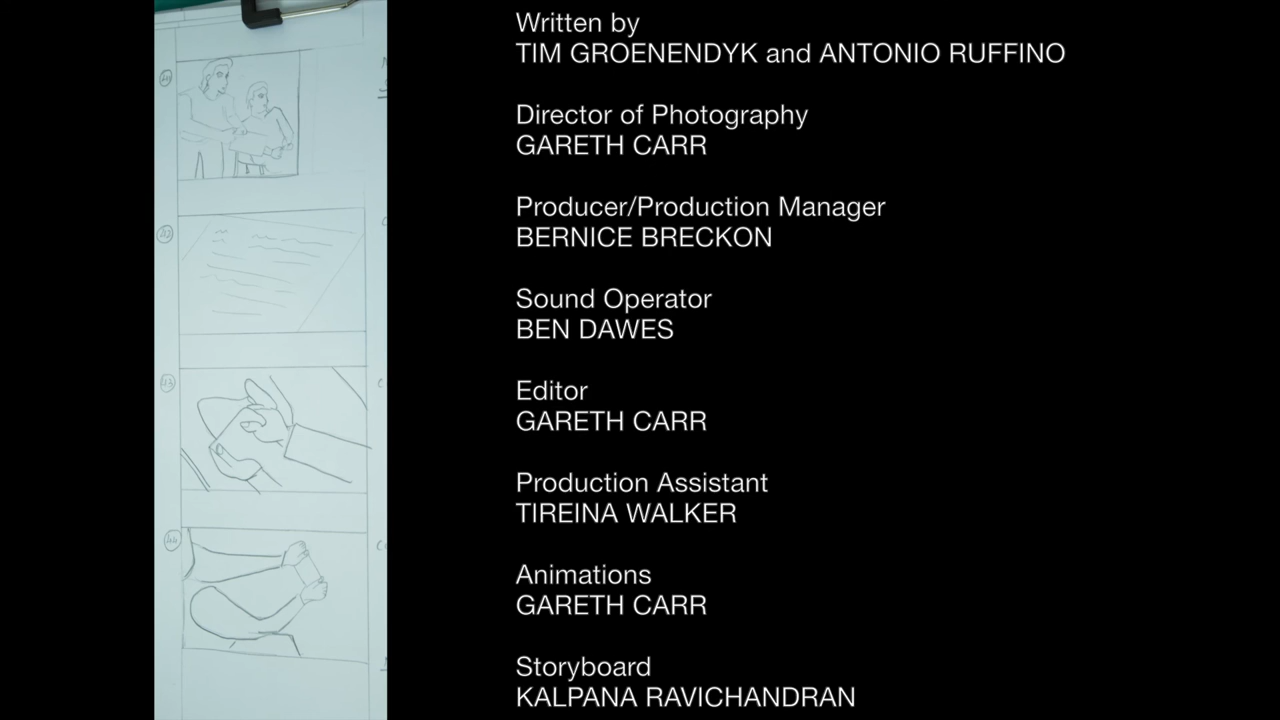 Written by
TIM GROENENDYK and ANTONIO RUFFINO
Director of Photography
GARETH CARR
Producer/Production Manager
BERNICE BRECKON
Sound Operator
BEN DAWES
Editor
GARETH CARR
Production Assistant
TIREINA WALKER
Animations
GARETH CARR
Storyboard
KALPANA RAVICHANDRAN